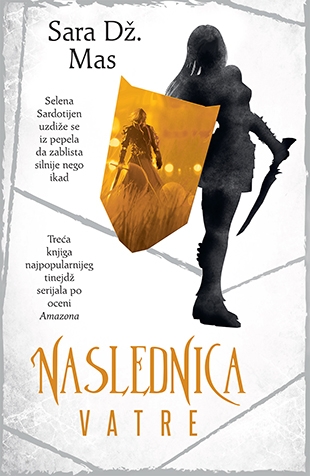 Sara Dž.
Mas
Selena
Sardotijen
uzdiže se
iz pepela
da zablista
silnije nego
ikad
Treća
knjiga
najpopularnijeg
tinejdž
serijala po
oceni
Amazona
NASLEDNICA
VATRE